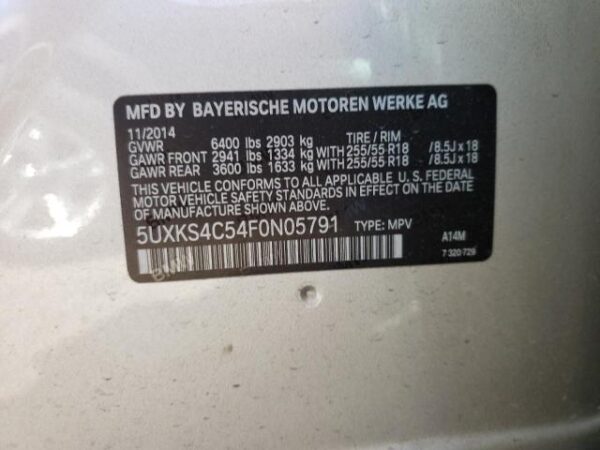 MFD BY BAYERISCHE MOTOREN WERKE AG
11/2014
GVWR 6400 lbs 2903 kg TIRE / RIM
GAWR FRONT 2941 lbs 1334 kg WITH 255/55 R18 / 8.5J x 18
GAWR REAR 3600 lbs 1633 kg WITH 255/55 R18 / 8.5J x 18
THIS VEHICLE CONFORMS TO ALL APPLICABLE U. S. FEDERAL
MOTOR VEHICLE SAFETY STANDARDS IN EFFECT ON THE DATE OF
MANUFACTURE SHOWN ABOVE.
5UXKS4C54F0N05791 TYPE: MPV A14M
7 320 726
BMW